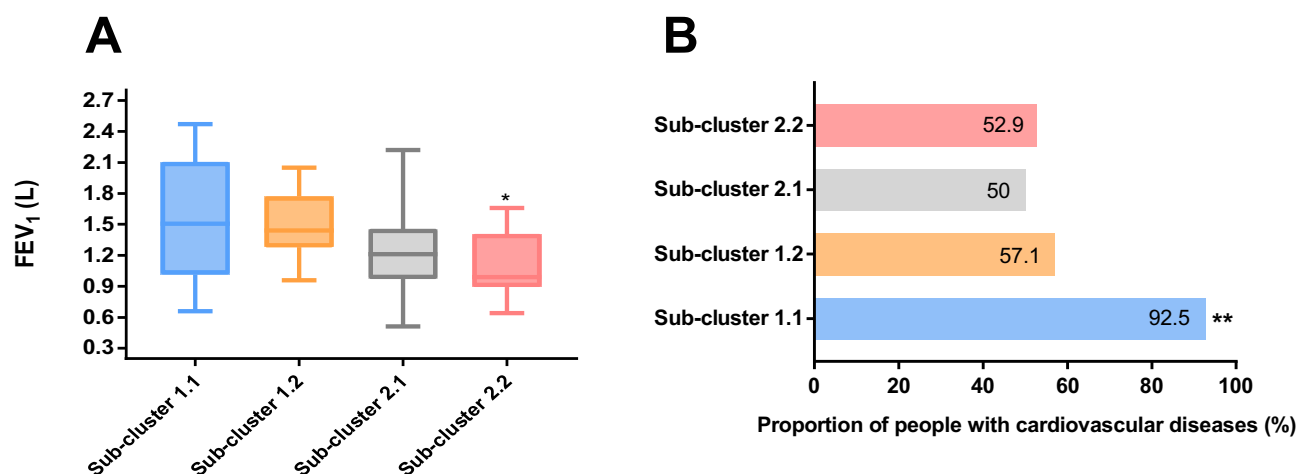 A
FEV1 (L)
2.7
2.4
2.1
1.8
1.5
1.2
0.9
0.6
0.3
*
Sub-cluster 1.1
Sub-cluster 1.2
Sub-cluster 2.1
Sub-cluster 2.2
B
Sub-cluster 2.2
52.9
Sub-cluster 2.1
50
Sub-cluster 1.2
57.1
Sub-cluster 1.1
92.5 **
0 20 40 60 80 100
Proportion of people with cardiovascular diseases (%)